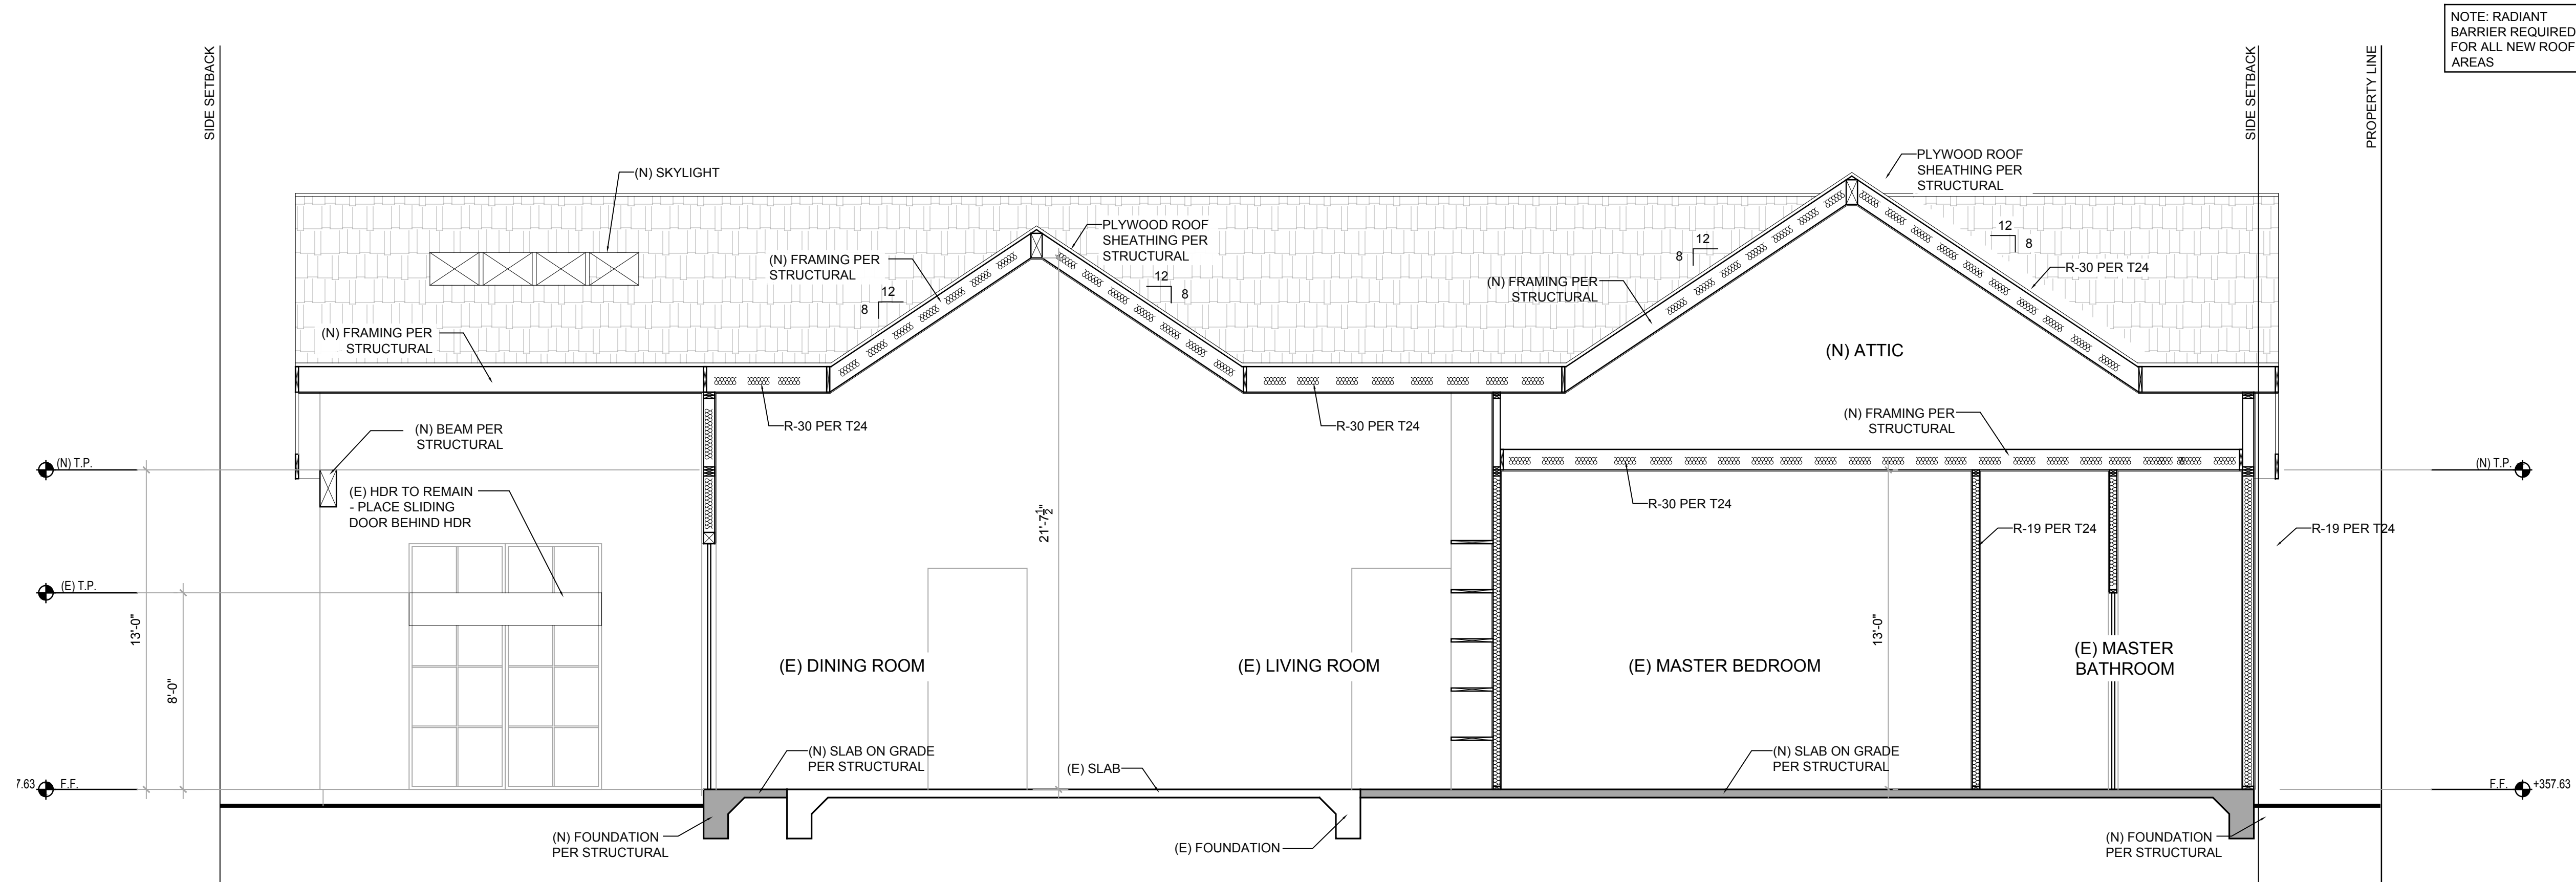 NOTE: RADIANT
BARRIER REQUIRED
FOR ALL NEW ROOF
AREAS
SIDE SETBACK
SIDE SETBACK
PROPERTY LINE
(N) SKYLIGHT
PLYWOOD ROOF
SHEATHING PER
STRUCTURAL
PLYWOOD ROOF
SHEATHING PER
STRUCTURAL
(N) FRAMING PER
STRUCTURAL
12
8
12
8
12
8
12
8
R-30 PER T24
(N) FRAMING PER
STRUCTURAL
(N) FRAMING PER
STRUCTURAL
(N) ATTIC
(N) BEAM PER
STRUCTURAL
R-30 PER T24
R-30 PER T24
(N) FRAMING PER
STRUCTURAL
(N) T.P.
(N) T.P.
(E) HDR TO REMAIN
- PLACE SLIDING
DOOR BEHIND HDR
R-30 PER T24
21'-7½"
R-19 PER T24
R-19 PER T24
(E) T.P.
13'-0"
8'-0"
13'-0"
(E) DINING ROOM
(E) LIVING ROOM
(E) MASTER BEDROOM
(E) MASTER
BATHROOM
(N) SLAB ON GRADE
PER STRUCTURAL
(E) SLAB
(N) SLAB ON GRADE
PER STRUCTURAL
7.63 F.F.
F.F. +357.63
(N) FOUNDATION
PER STRUCTURAL
(E) FOUNDATION
(N) FOUNDATION
PER STRUCTURAL